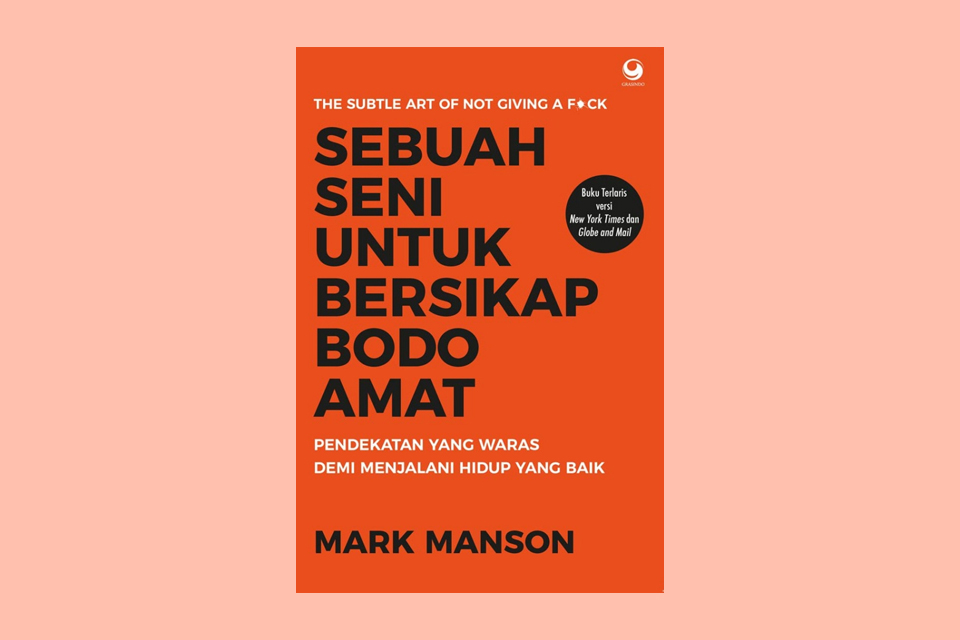 GRASINDO
THE SUBTLE ART OF NOT GIVING A F*CK
SEBUAH
SENI
UNTUK
BERSIKAP
BODO
AMAT
Buku Terlaris
versi
New York Times dan
Globe and Mail
PENDEKATAN YANG WARAS
DEMI MENJALANI HIDUP YANG BAIK
MARK MANSON